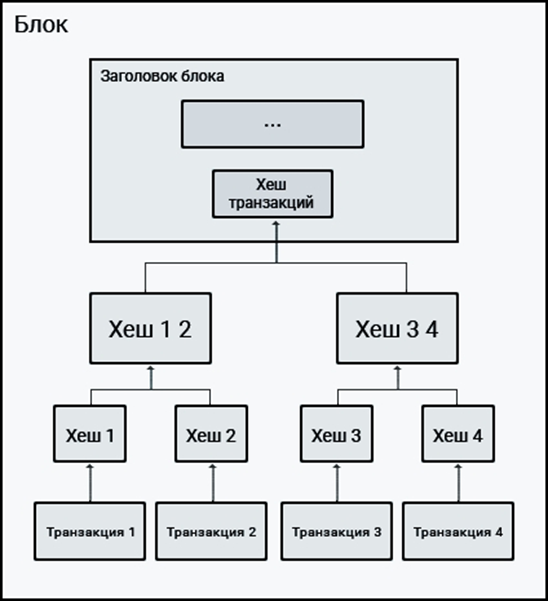 Блок
Заголовок блока
...
Хеш
транзакций
Хеш 1 2
Хеш 3 4
Хеш 1
Хеш 2
Хеш 3
Хеш 4
Транзакция 1
Транзакция 2
Транзакция 3
Транзакция 4